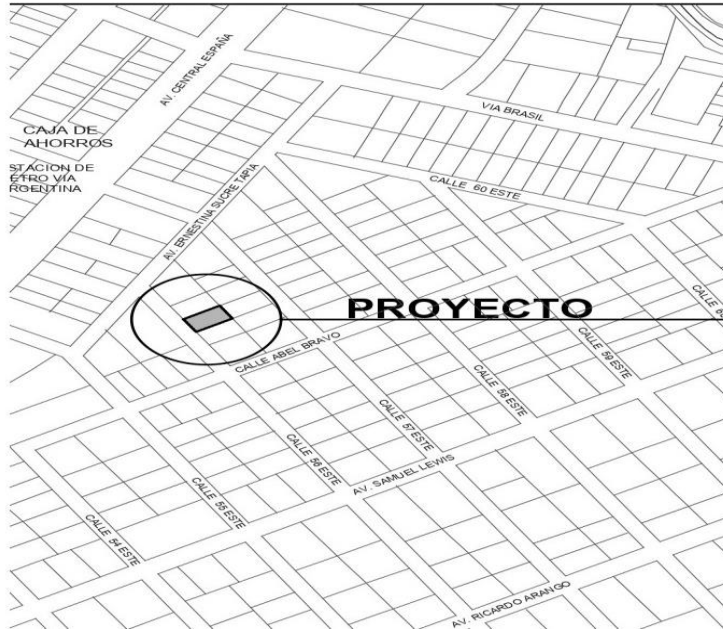 AV. CENTRAL ESPAÑA
CAJA DE
AHORROS
STACION DE
ETRO VIA
RGENTINA
VIA BRASIL
CALLE 60 ESTE
AV. ERNESTINA SUCRE TAPIA
PROYECTO
CALLE ABEL BRAVO
CALLE 59 ESTE
CALLE 58 ESTE
CALLE 57 ESTE
CALLE 56 ESTE
AV. SAMUEL LEWIS
CALLE 55 ESTE
CALLE 54 ESTE
AV. RICARDO ARANGO